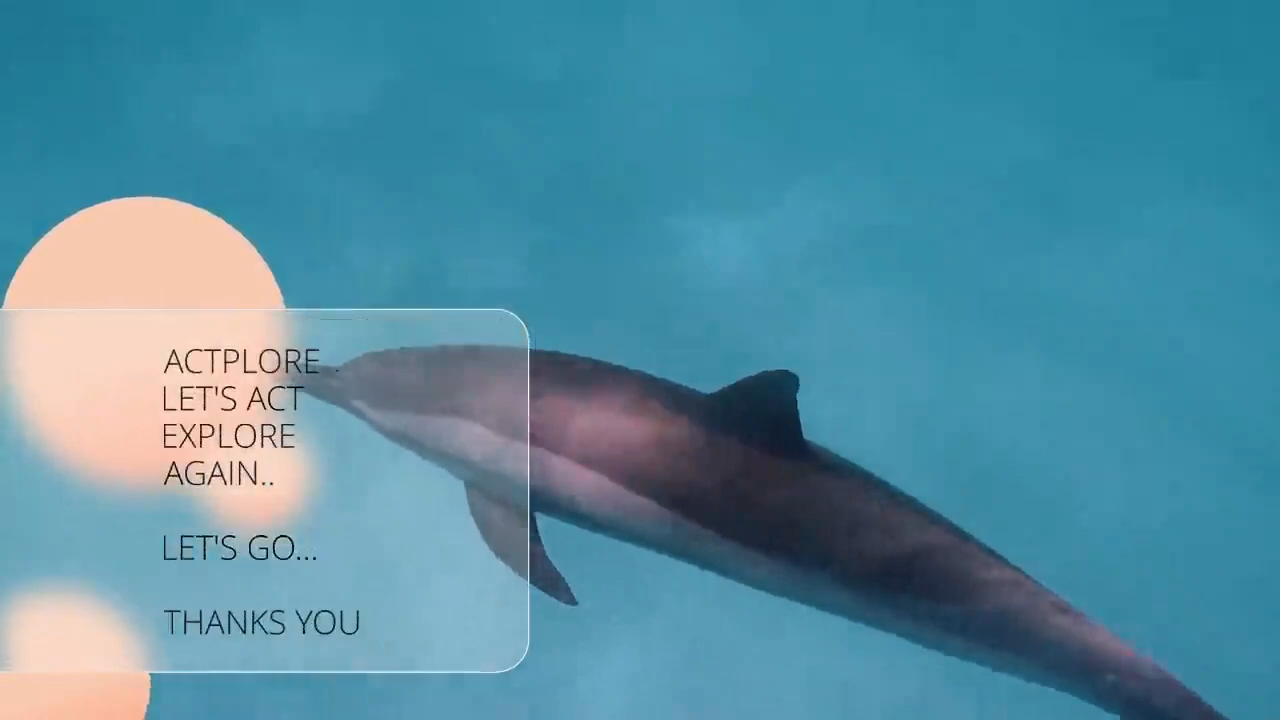 ACTPLORE .
LET'S ACT
EXPLORE
AGAIN..
LET'S GO...
THANKS YOU